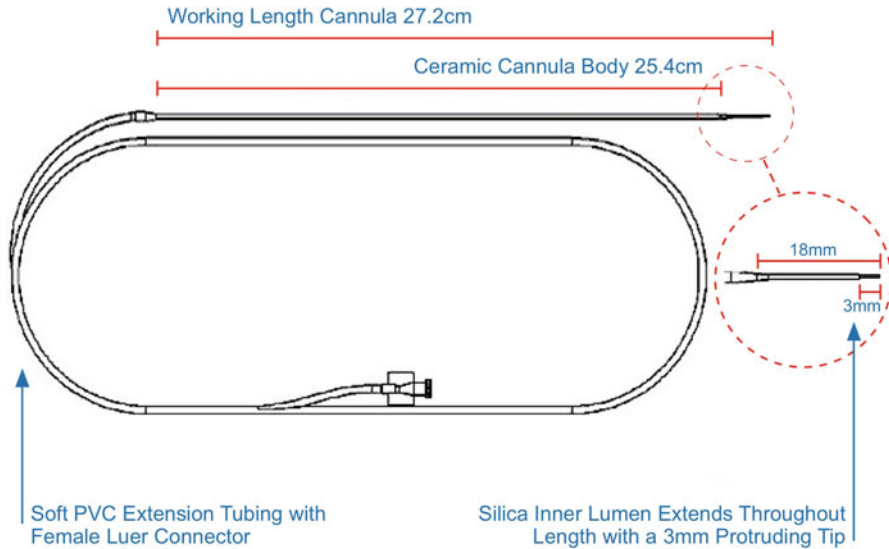 Working Length Cannula 27.2cm
Ceramic Cannula Body 25.4cm
18mm
3mm
Soft PVC Extension Tubing with
Female Luer Connector
Silica Inner Lumen Extends Throughout
Length with a 3mm Protruding Tip